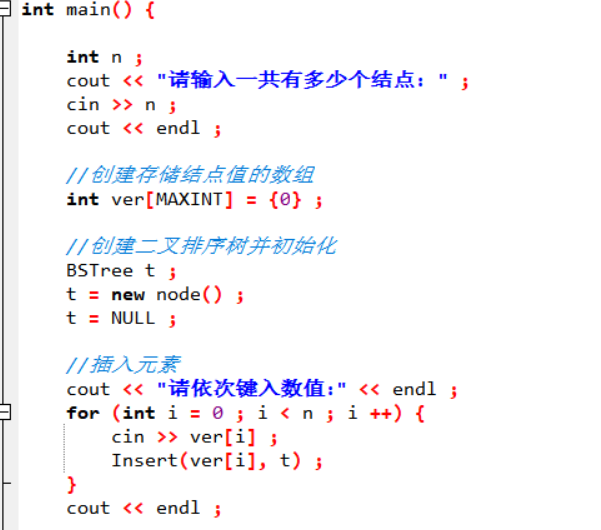 int main() {
int n ;
cout << "请输入一共有多少个结点: " ;
cin >> n ;
cout << endl ;
//创建存储结点值的数组
int ver[MAXINT] = {0} ;
//创建二叉排序树并初始化
BSTree t ;
t = new node() ;
t = NULL ;
//插入元素
cout << "请依次键入数值:" << endl ;
for (int i = 0 ; i < n ; i ++) {
cin >> ver[i] ;
Insert(ver[i], t) ;
}
cout << endl ;